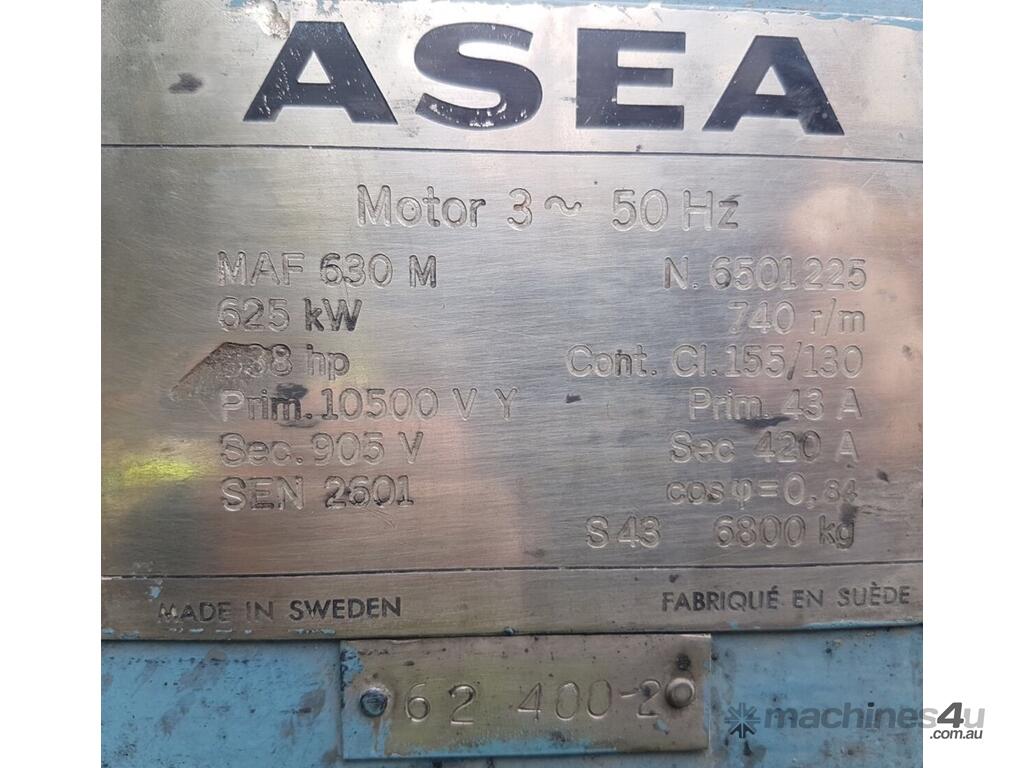 ASEA
Motor 3~ 50 Hz
MAF 630 M N. 6501225
625 kW 740 r/m
838 hp Cont. Cl. 155/130
Prim. 10500 V Y Prim. 43 A
Sec. 905 V Sec 420 A
SEN 2601 cos φ = 0,84
S 43 6800 kg
MADE IN SWEDEN FABRIQUÉ EN SUÈDE
62 400-2
machines4u
.com.au